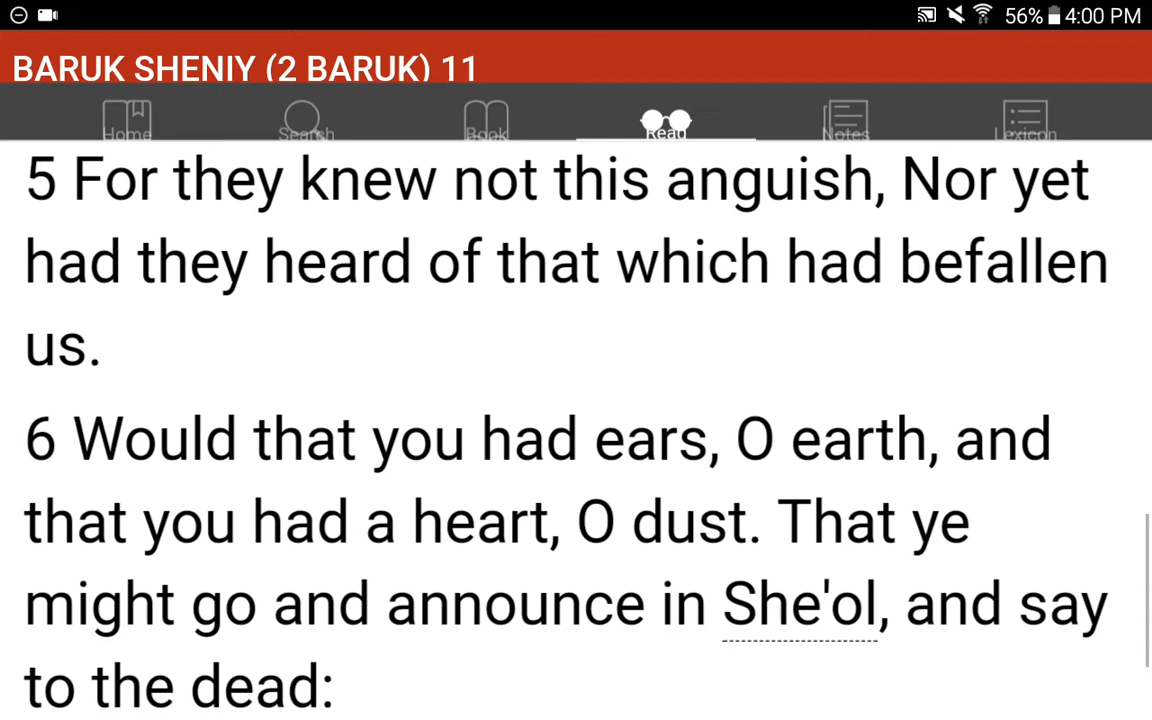 56% 4:00 PM
BARUK SHENIY (2 BARUK) 11
Home Search Book Read Notes Lexicon
5 For they knew not this anguish, Nor yet
had they heard of that which had befallen
us.
6 Would that you had ears, O earth, and
that you had a heart, O dust. That ye
might go and announce in She'ol, and say
to the dead: